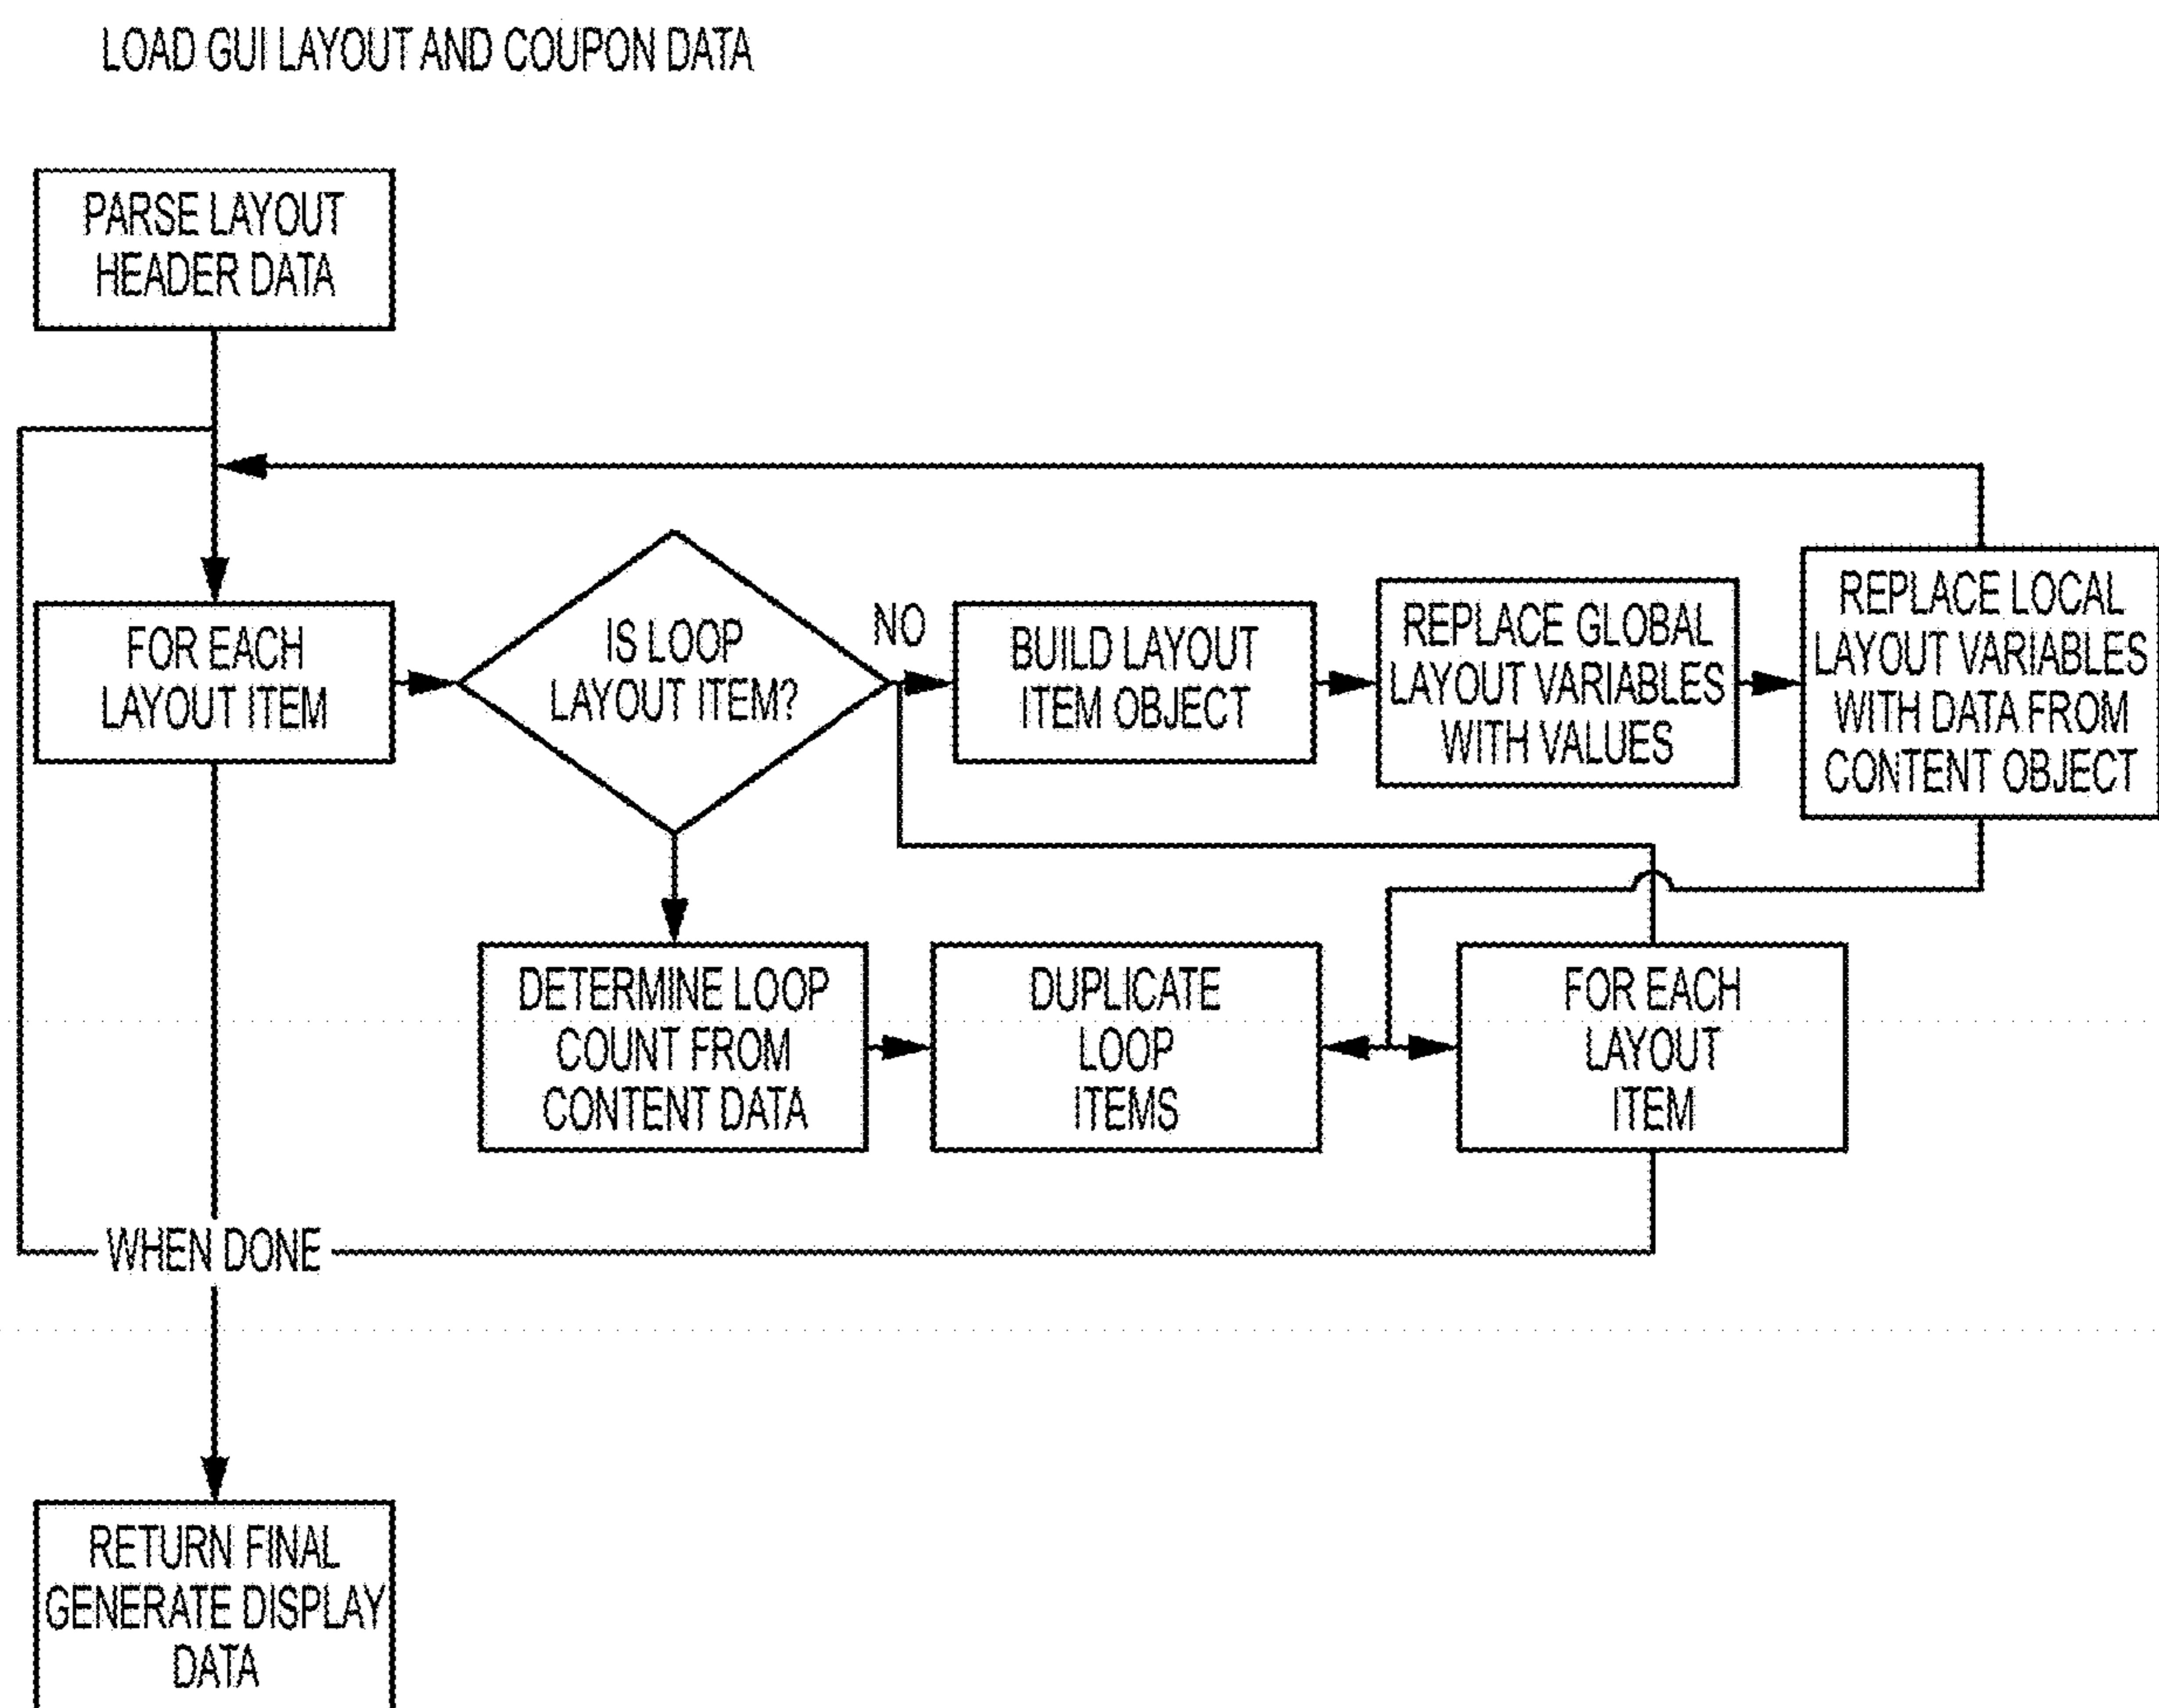 LOAD GUI LAYOUT AND COUPON DATA
PARSE LAYOUT
HEADER DATA
FOR EACH
LAYOUT ITEM
IS LOOP
LAYOUT ITEM?
NO
BUILD LAYOUT
ITEM OBJECT
REPLACE GLOBAL
LAYOUT VARIABLES
WITH VALUES
REPLACE LOCAL
LAYOUT VARIABLES
WITH DATA FROM
CONTENT OBJECT
DETERMINE LOOP
COUNT FROM
CONTENT DATA
DUPLICATE
LOOP
ITEMS
FOR EACH
LAYOUT
ITEM
WHEN DONE
RETURN FINAL
GENERATE DISPLAY
DATA